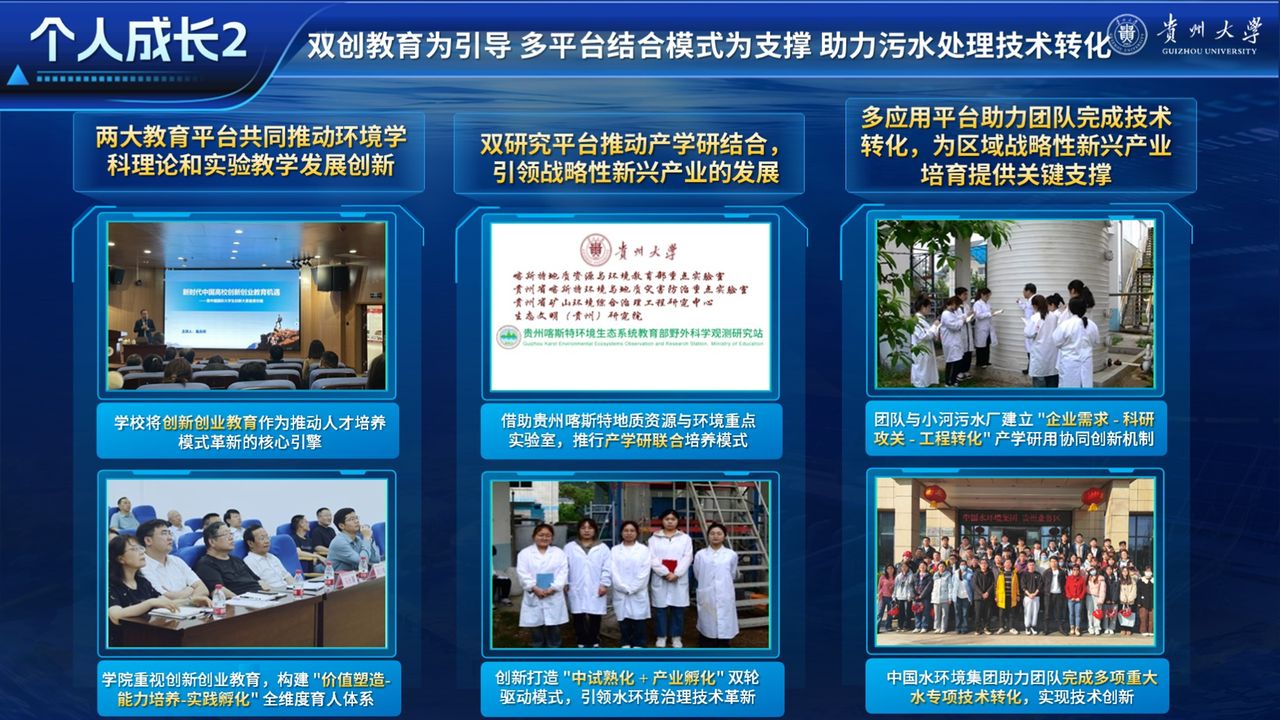 个人成长2
双创教育为引导 多平台结合模式为支撑 助力污水处理技术转化
贵州大学
GUIZHOU UNIVERSITY
两大教育平台共同推动环境学
科理论和实验教学发展创新
新时代中国高校创新创业教育机遇
学校将创新创业教育作为推动人才培养
模式革新的核心引擎
学院重视创新创业教育，构建 "价值塑造-
能力培养-实践孵化" 全维度育人体系
双研究平台推动产学研结合，
引领战略性新兴产业的发展
贵州大学
喀斯特地质资源与环境教育部重点实验室
贵州省喀斯特环境与地质灾害防治重点实验室
贵州省矿山环境综合治理工程研究中心
生态文明（贵州）研究院
贵州喀斯特环境生态系统教育部野外科学观测研究站
Guizhou Karst Environmental Ecosystems Observation and Research Station, Ministry of Education
借助贵州喀斯特地质资源与环境重点
实验室，推行产学研联合培养模式
创新打造 "中试熟化 + 产业孵化" 双轮
驱动模式，引领水环境治理技术革新
多应用平台助力团队完成技术
转化，为区域战略性新兴产业
培育提供关键支撑
团队与小河污水厂建立 "企业需求 - 科研
攻关 - 工程转化" 产学研用协同创新机制
中国水环境集团 贵州业务区
中国水环境集团助力团队完成多项重大
水专项技术转化，实现技术创新